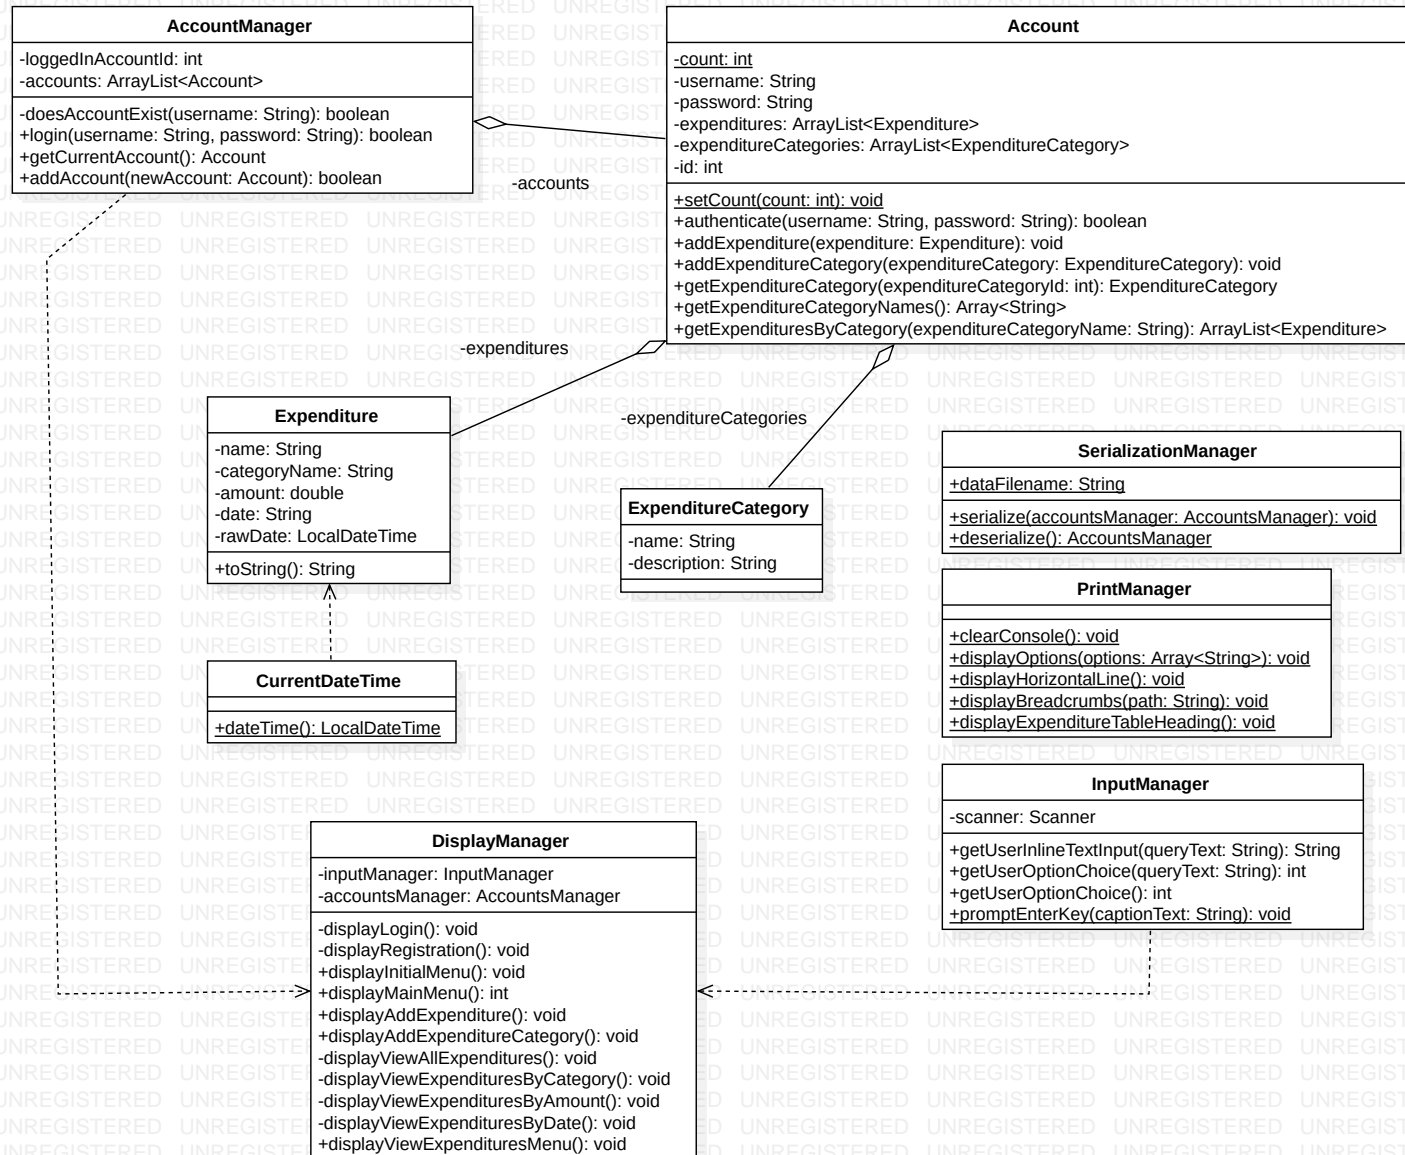 AccountManager
-loggedInAccountId: int
-accounts: ArrayList<Account>
-doesAccountExist(username: String): boolean
+login(username: String, password: String): boolean
+getCurrentAccount(): Account
+addAccount(newAccount: Account): boolean
Account
-count: int
-username: String
-password: String
-expenditures: ArrayList<Expenditure>
-expenditureCategories: ArrayList<ExpenditureCategory>
-id: int
+setCount(count: int): void
+authenticate(username: String, password: String): boolean
+addExpenditure(expenditure: Expenditure): void
+addExpenditureCategory(expenditureCategory: ExpenditureCategory): void
+getExpenditureCategory(expenditureCategoryId: int): ExpenditureCategory
+getExpenditureCategoryNames(): Array<String>
+getExpendituresByCategory(expenditureCategoryName: String): ArrayList<Expenditure>
-accounts
-expenditures
-expenditureCategories
Expenditure
-name: String
-categoryName: String
-amount: double
-date: String
-rawDate: LocalDateTime
+toString(): String
ExpenditureCategory
-name: String
-description: String
SerializationManager
+dataFilename: String
+serialize(accountsManager: AccountsManager): void
+deserialize(): AccountsManager
PrintManager
+clearConsole(): void
+displayOptions(options: Array<String>): void
+displayHorizontalLine(): void
+displayBreadcrumbs(path: String): void
+displayExpenditureTableHeading(): void
CurrentDateTime
+dateTime(): LocalDateTime
InputManager
-scanner: Scanner
+getUserInlineTextInput(queryText: String): String
+getUserOptionChoice(queryText: String): int
+getUserOptionChoice(): int
+promptEnterKey(captionText: String): void
DisplayManager
-inputManager: InputManager
-accountsManager: AccountsManager
-displayLogin(): void
-displayRegistration(): void
+displayInitialMenu(): void
+displayMainMenu(): int
+displayAddExpenditure(): void
+displayAddExpenditureCategory(): void
-displayViewAllExpenditures(): void
-displayViewExpendituresByCategory(): void
-displayViewExpendituresByAmount(): void
-displayViewExpendituresByDate(): void
+displayViewExpendituresMenu(): void